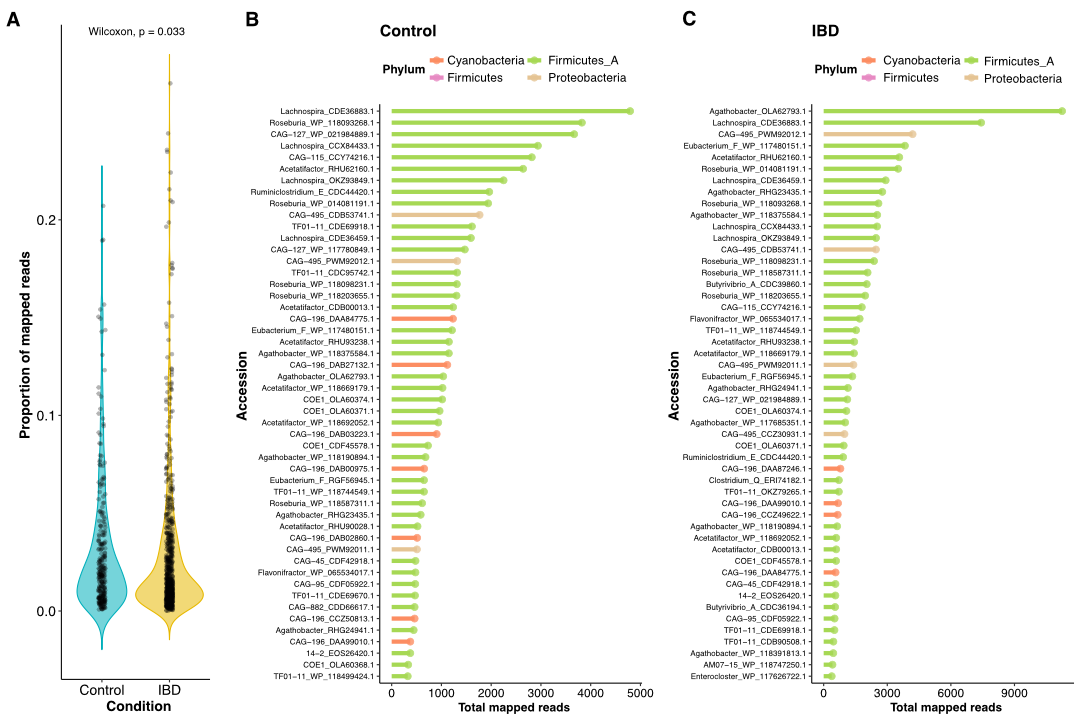 A
Wilcoxon, p = 0.033
Proportion of mapped reads
0.2
0.1
0.0
Control
IBD
Condition
B
Control
Phylum
Cyanobacteria
Firmicutes_A
Firmicutes
Proteobacteria
Accession
Lachnospira_CDE36883.1
Roseburia_WP_118093268.1
CAG−127_WP_021984889.1
Lachnospira_CCX84433.1
CAG−115_CCY74216.1
Acetatifactor_RHU62160.1
Lachnospira_OKZ93849.1
Ruminiclostridium_E_CDC44420.1
Roseburia_WP_014081191.1
CAG−495_CDB53741.1
TF01−11_CDE69918.1
Lachnospira_CDE36459.1
CAG−127_WP_117780849.1
CAG−495_PWM92012.1
TF01−11_CDC95742.1
Roseburia_WP_118098231.1
Roseburia_WP_118203655.1
Acetatifactor_CDB00013.1
CAG−196_DAA84775.1
Eubacterium_F_WP_117480151.1
Acetatifactor_RHU93238.1
Agathobacter_WP_118375584.1
CAG−196_DAB27132.1
Agathobacter_OLA62793.1
Acetatifactor_WP_118669179.1
COE1_OLA60374.1
COE1_OLA60371.1
Acetatifactor_WP_118692052.1
CAG−196_DAB03223.1
COE1_CDF45578.1
Agathobacter_WP_118190894.1
CAG−196_DAB00975.1
Eubacterium_F_RGF56945.1
TF01−11_WP_118744549.1
Roseburia_WP_118587311.1
Agathobacter_RHG23435.1
Acetatifactor_RHU90028.1
CAG−196_DAB02860.1
CAG−495_PWM92011.1
CAG−45_CDF42918.1
Flavonifractor_WP_065534017.1
CAG−95_CDF05922.1
TF01−11_CDE69670.1
CAG−882_CDD66617.1
CAG−196_CCZ50813.1
Agathobacter_RHG24941.1
CAG−196_DAA99010.1
14−2_EOS26420.1
COE1_OLA60368.1
TF01−11_WP_118499424.1
0
1000
2000
3000
4000
5000
Total mapped reads
C
IBD
Phylum
Cyanobacteria
Firmicutes_A
Firmicutes
Proteobacteria
Accession
Agathobacter_OLA62793.1
Lachnospira_CDE36883.1
CAG−495_PWM92012.1
Eubacterium_F_WP_117480151.1
Acetatifactor_RHU62160.1
Roseburia_WP_014081191.1
Lachnospira_CDE36459.1
Agathobacter_RHG23435.1
Roseburia_WP_118093268.1
Agathobacter_WP_118375584.1
Lachnospira_CCX84433.1
Lachnospira_OKZ93849.1
CAG−495_CDB53741.1
Roseburia_WP_118098231.1
Roseburia_WP_118587311.1
Butyrivibrio_A_CDC39860.1
Roseburia_WP_118203655.1
CAG−115_CCY74216.1
Flavonifractor_WP_065534017.1
TF01−11_WP_118744549.1
Acetatifactor_RHU93238.1
Acetatifactor_WP_118669179.1
CAG−495_PWM92011.1
Eubacterium_F_RGF56945.1
Agathobacter_RHG24941.1
CAG−127_WP_021984889.1
COE1_OLA60374.1
Agathobacter_WP_117685351.1
CAG−495_CCZ30931.1
COE1_OLA60371.1
Ruminiclostridium_E_CDC44420.1
CAG−196_DAA87246.1
Clostridium_Q_ERI74182.1
TF01−11_OKZ79265.1
CAG−196_DAA99010.1
CAG−196_CCZ49622.1
Agathobacter_WP_118190894.1
Acetatifactor_WP_118692052.1
Acetatifactor_CDB00013.1
COE1_CDF45578.1
CAG−196_DAA84775.1
CAG−45_CDF42918.1
14−2_EOS26420.1
Butyrivibrio_A_CDC36194.1
CAG−95_CDF05922.1
TF01−11_CDE69918.1
TF01−11_CDB90508.1
Agathobacter_WP_118391813.1
AM07−15_WP_118747250.1
Enterocloster_WP_117626722.1
0
3000
6000
9000
Total mapped reads